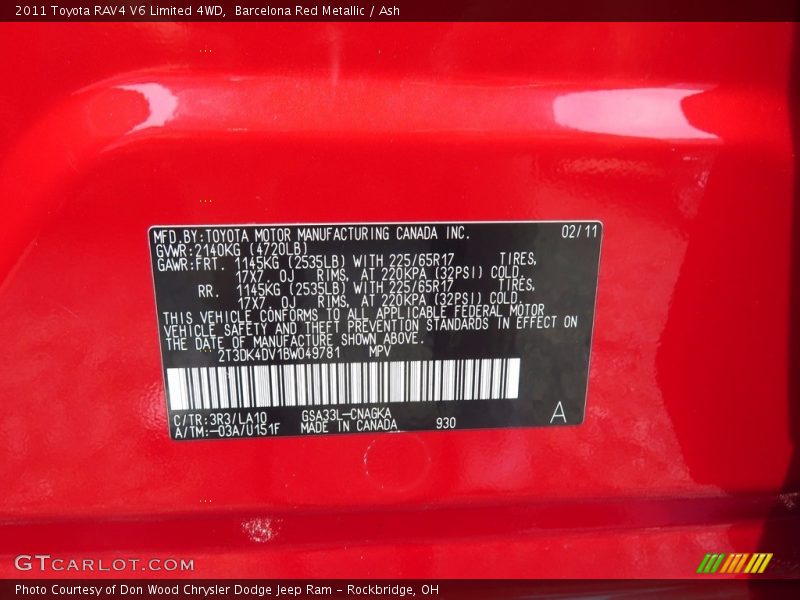 2011 Toyota RAV4 V6 Limited 4WD,  Barcelona Red Metallic / Ash
MFD.BY:TOYOTA MOTOR MANUFACTURING CANADA INC. 02/11
GVWR:2140KG (4720LB)
GAWR:FRT. 1145KG (2535LB) WITH 225/65R17 TIRES,
17X7 0J RIMS, AT 220KPA (32PSI) COLD.
RR. 1145KG (2535LB) WITH 225/65R17 TIRES,
17X7 0J RIMS, AT 220KPA (32PSI) COLD.
THIS VEHICLE CONFORMS TO ALL APPLICABLE FEDERAL MOTOR
VEHICLE SAFETY AND THEFT PREVENTION STANDARDS IN EFFECT ON
THE DATE OF MANUFACTURE SHOWN ABOVE.
2T3DK4DV1BW049781 MPV
C/TR:3R3/LA10 GSA33L-CNAGKA
A/TM:-03A/U151F MADE IN CANADA 930 A
GTCARLOT.COM
Photo Courtesy of Don Wood Chrysler Dodge Jeep Ram - Rockbridge, OH